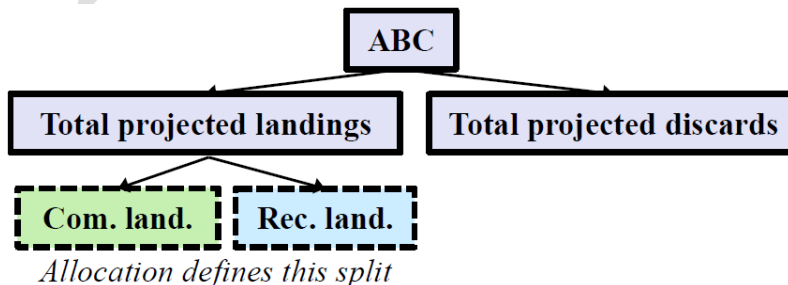 ABC
Total projected landings
Total projected discards
Com. land.
Rec. land.
Allocation defines this split